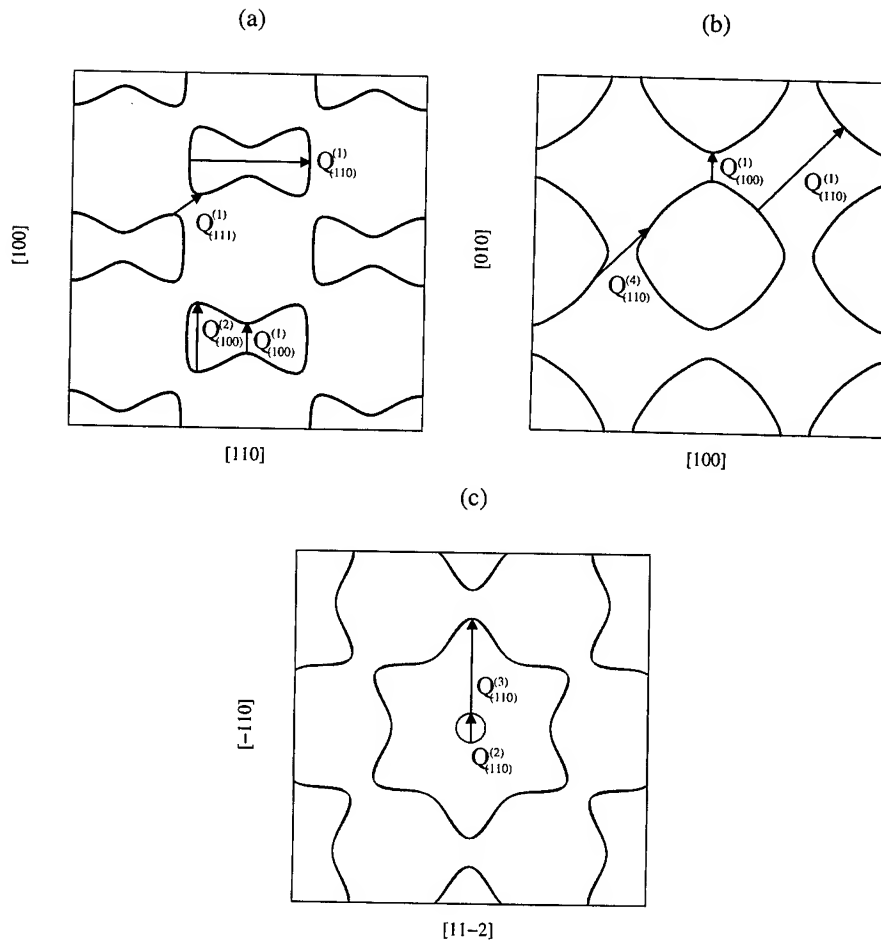 (a)
(b)
[100]
Q(1)(110)
Q(1)(111)
Q(2)(100)
Q(1)(100)
[110]
[010]
Q(1)(100)
Q(1)(110)
Q(4)(110)
[100]
(c)
[-110]
Q(3)(110)
Q(2)(110)
[11-2]